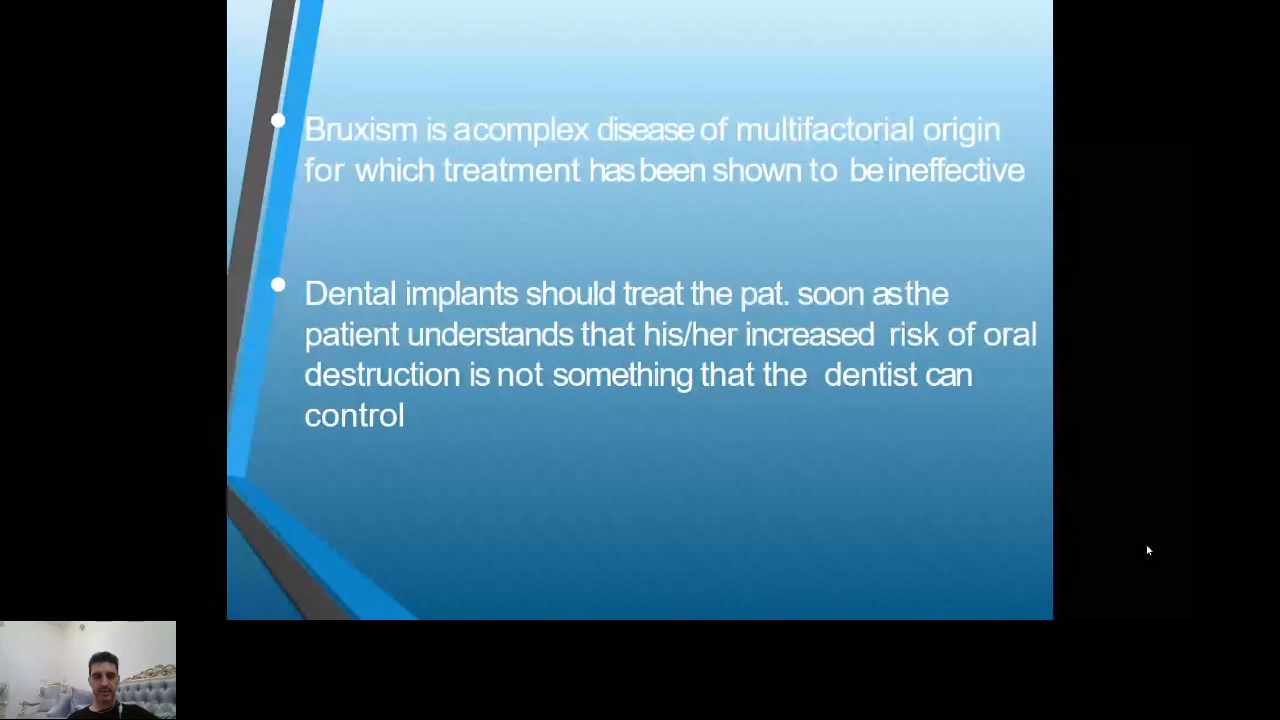 • Bruxism is a complex disease of multifactorial origin
for which treatment has been shown to be ineffective
• Dental implants should treat the pat. soon as the
patient understands that his/her increased risk of oral
destruction is not something that the dentist can
control